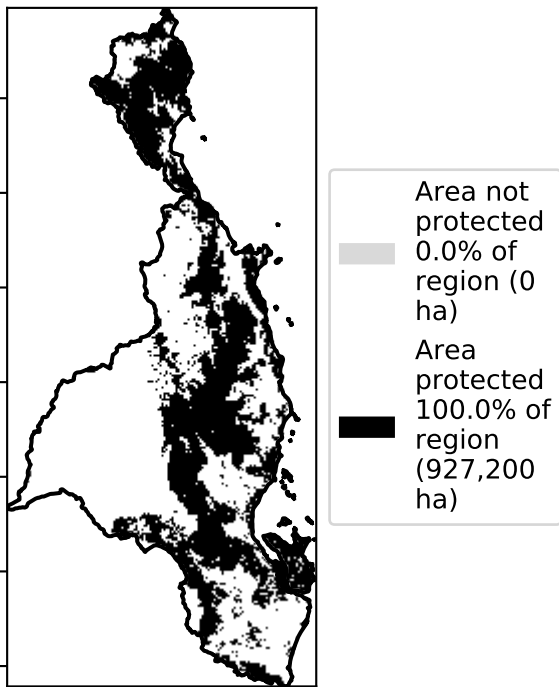 Area not
protected
0.0% of
region (0
ha)
Area
protected
100.0% of
region
(927,200
ha)